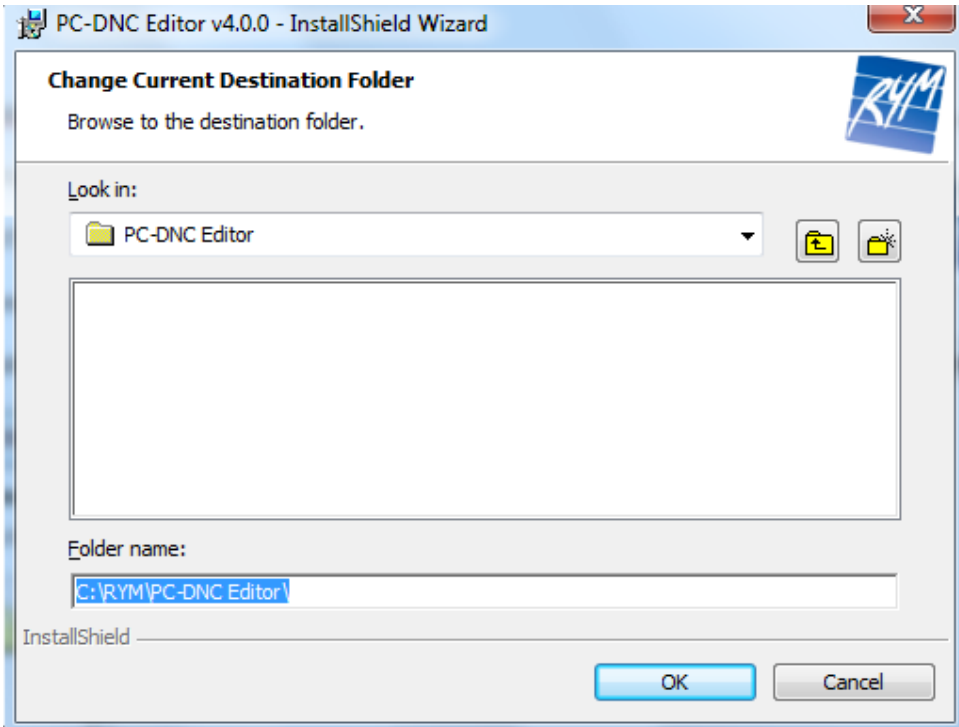 PC-DNC Editor v4.0.0 - InstallShield Wizard
Change Current Destination Folder
Browse to the destination folder.
RYM
Look in:
PC-DNC Editor
Folder name:
C:\RYM\PC-DNC Editor\
InstallShield
OK
Cancel